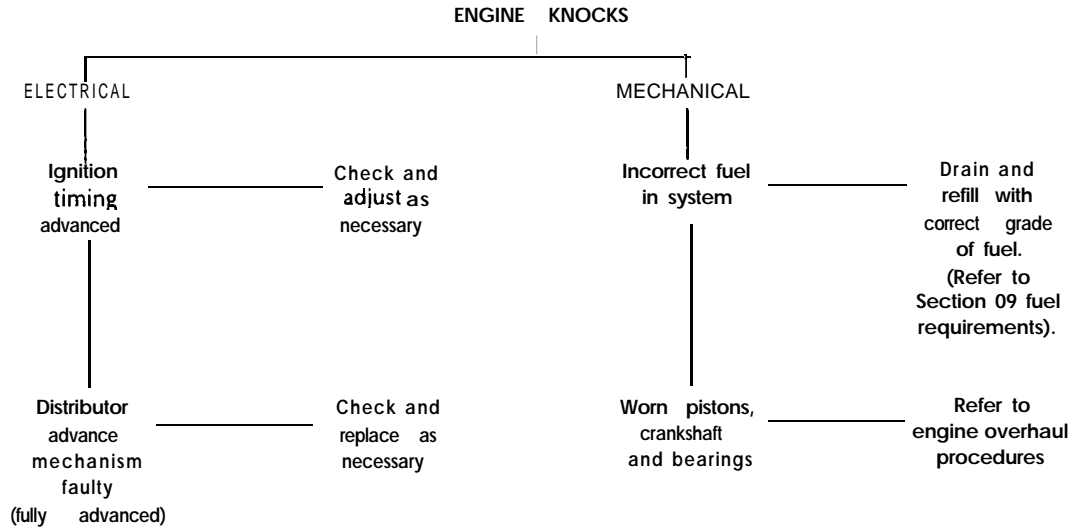 ENGINE KNOCKS
ELECTRICAL
MECHANICAL
Ignition
timing
advanced
Check and
adjust as
necessary
Incorrect fuel
in system
Drain and
refill with
correct grade
of fuel.
(Refer to
Section 09 fuel
requirements).
Distributor
advance
mechanism
faulty
(fully advanced)
Check and
replace as
necessary
Worn pistons,
crankshaft
and bearings
Refer to
engine overhaul
procedures